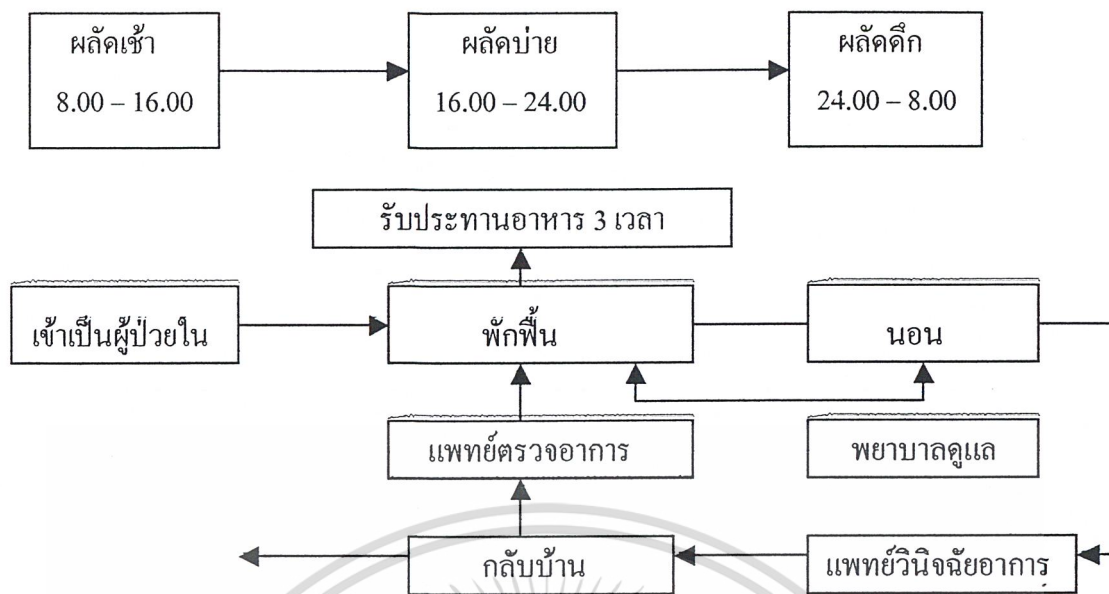 ผลัดเช้า
8.00 – 16.00
ผลัดบ่าย
16.00 – 24.00
ผลัดดึก
24.00 – 8.00
รับประทานอาหาร 3 เวลา
เข้าเป็นผู้ป่วยใน
พักฟื้น
นอน
แพทย์ตรวจอาการ
พยาบาลดูแล
กลับบ้าน
แพทย์วินิจฉัยอาการ